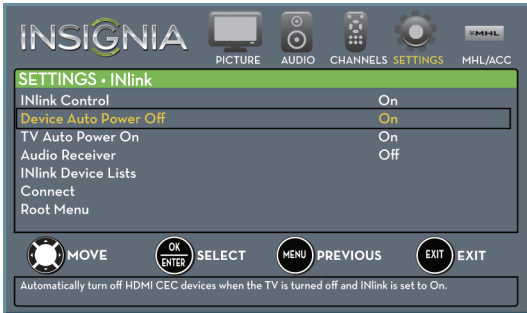 INSIGNIA
PICTURE AUDIO CHANNELS SETTINGS MHL MHL/ACC
SETTINGS • INlink
INlink Control On
Device Auto Power Off On
TV Auto Power On On
Audio Receiver Off
INlink Device Lists
Connect
Root Menu
MOVE OK ENTER SELECT MENU PREVIOUS EXIT EXIT
Automatically turn off HDMI CEC devices when the TV is turned off and INlink is set to On.